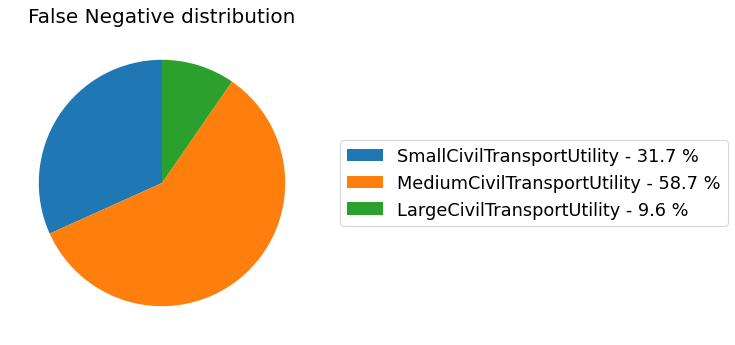 False Negative distribution
SmallCivilTransportUtility - 31.7 %
MediumCivilTransportUtility - 58.7 %
LargeCivilTransportUtility - 9.6 %